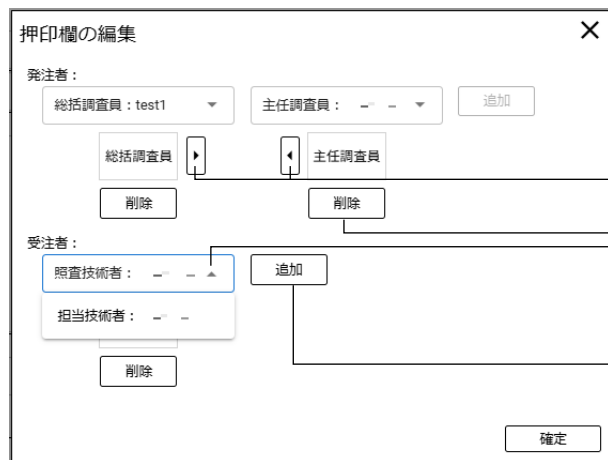 押印欄の編集
発注者：
総括調査員：test1 主任調査員： 追加
総括調査員 主任調査員
削除 削除
受注者：
照査技術者： 追加
担当技術者：
削除
確定